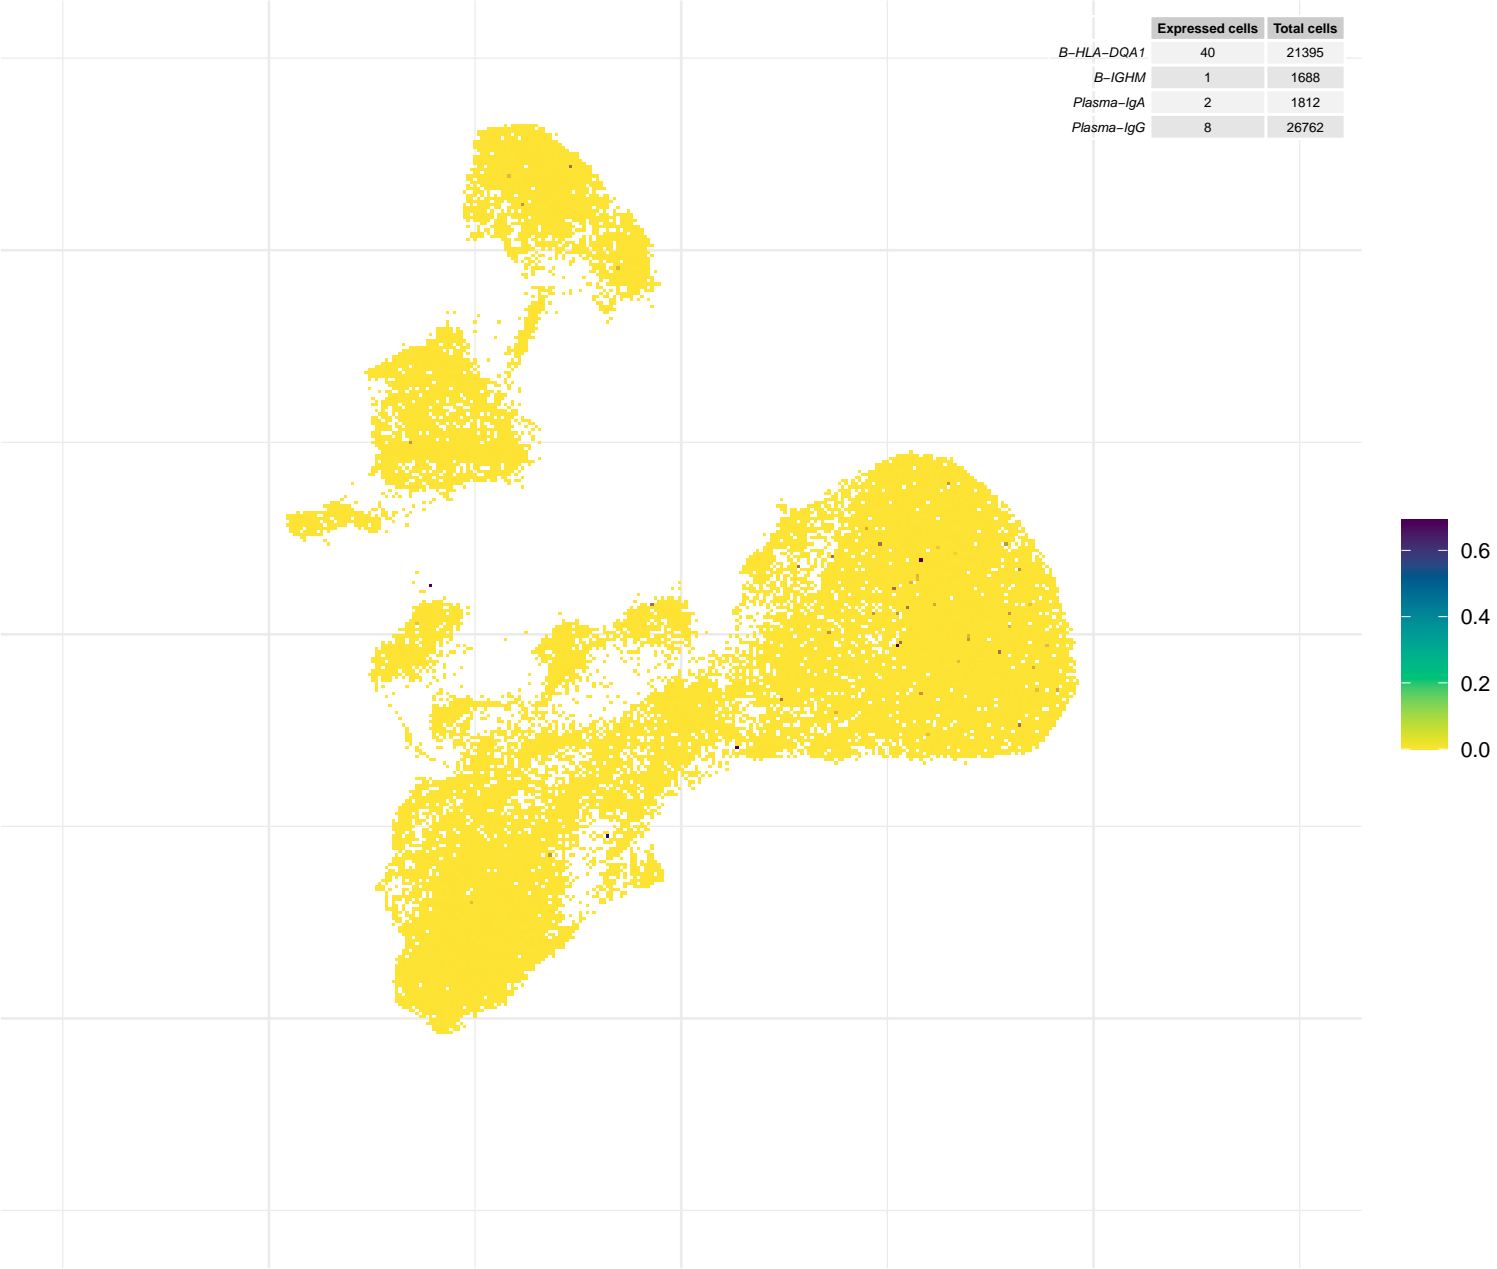 Expressed cells Total cells
B−HLA−DQA1 40 21395
B−IGHM 1 1688
Plasma−IgA 2 1812
Plasma−IgG 8 26762
0.6
0.4
0.2
0.0